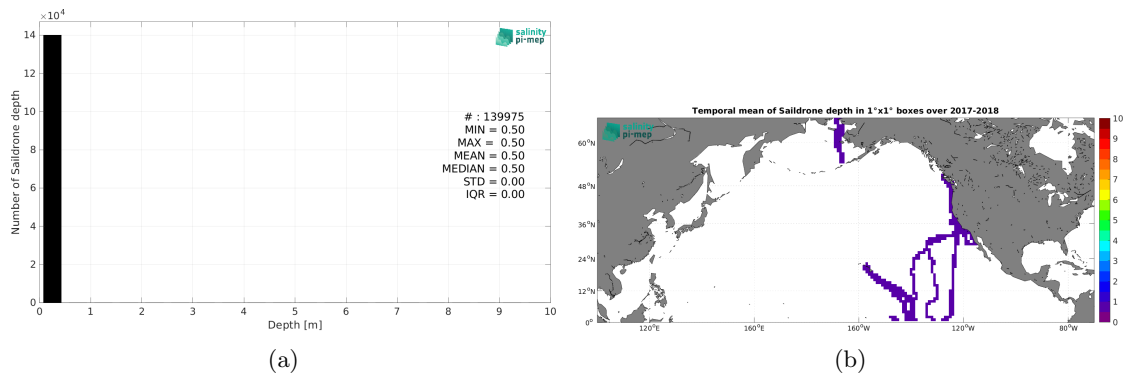 ×10⁴
14
12
10
8
6
4
2
0
Number of Saildrone depth
salinity
pi-mep
# : 139975
MIN = 0.50
MAX = 0.50
MEAN = 0.50
MEDIAN = 0.50
STD = 0.00
IQR = 0.00
0 1 2 3 4 5 6 7 8 9 10
Depth [m]
(a)
Temporal mean of Saildrone depth in 1°x1° boxes over 2017-2018
salinity
pi-mep
60°N
48°N
36°N
24°N
12°N
0°
120°E 160°E 160°W 120°W 80°W
10
9
8
7
6
5
4
3
2
1
0
(b)